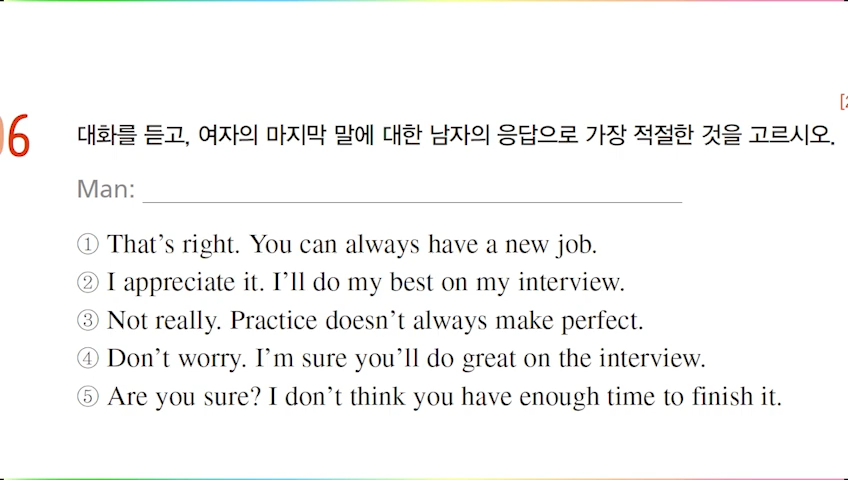 06
대화를 듣고, 여자의 마지막 말에 대한 남자의 응답으로 가장 적절한 것을 고르시오.
Man:
① That's right. You can always have a new job.
② I appreciate it. I'll do my best on my interview.
③ Not really. Practice doesn't always make perfect.
④ Don't worry. I'm sure you'll do great on the interview.
⑤ Are you sure? I don't think you have enough time to finish it.